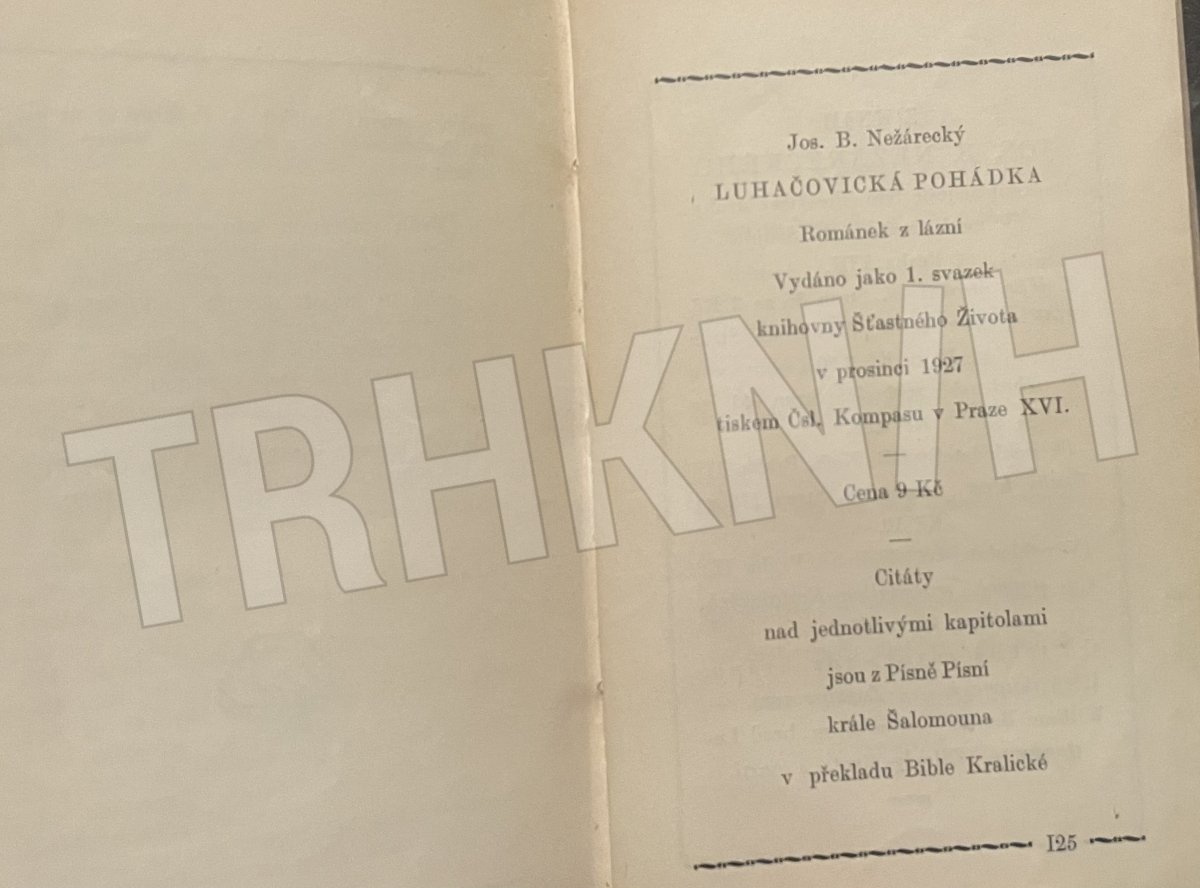 Jos. B. Nežárecký
LUHAČOVICKÁ POHÁDKA
Románek z lázní
Vydáno jako 1. svazek
knihovny Šťastného Života
v prosinci 1927
tiskem Čsl. Kompasu v Praze XVI.
—
Cena 9 Kč
—
Citáty
nad jednotlivými kapitolami
jsou z Písně Písní
krále Šalomouna
v překladu Bible Kralické
125
TRHKNIH